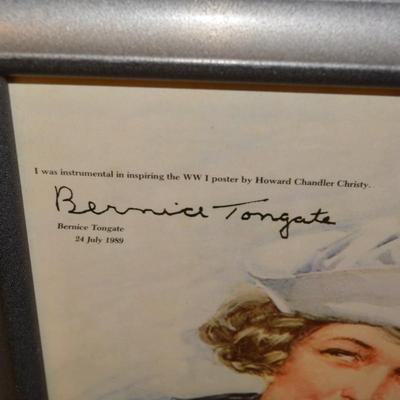 I was instrumental in inspiring the WW I poster by Howard Chandler Christy.
Bernice Tongate
Bernice Tongate
24 July 1989